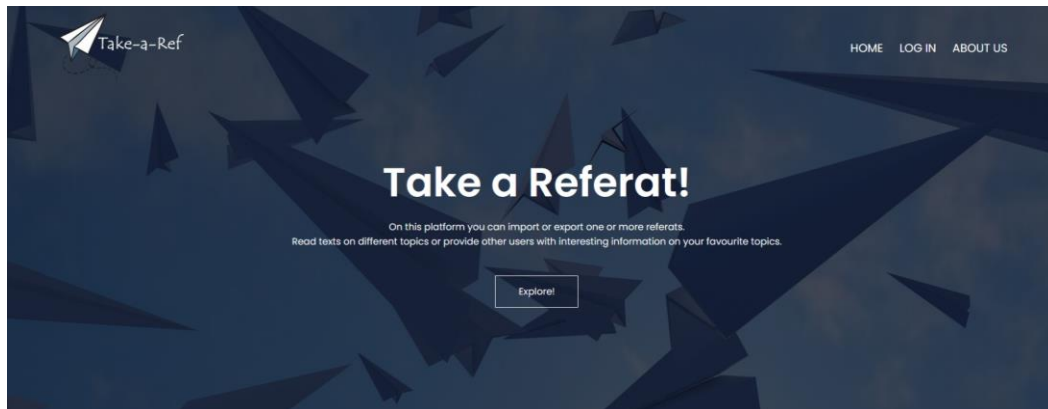 Take-a-Ref
HOME LOG IN ABOUT US
Take a Referat!
On this platform you can import or export one or more referats.
Read texts on different topics or provide other users with interesting information on your favourite topics.
Explore!